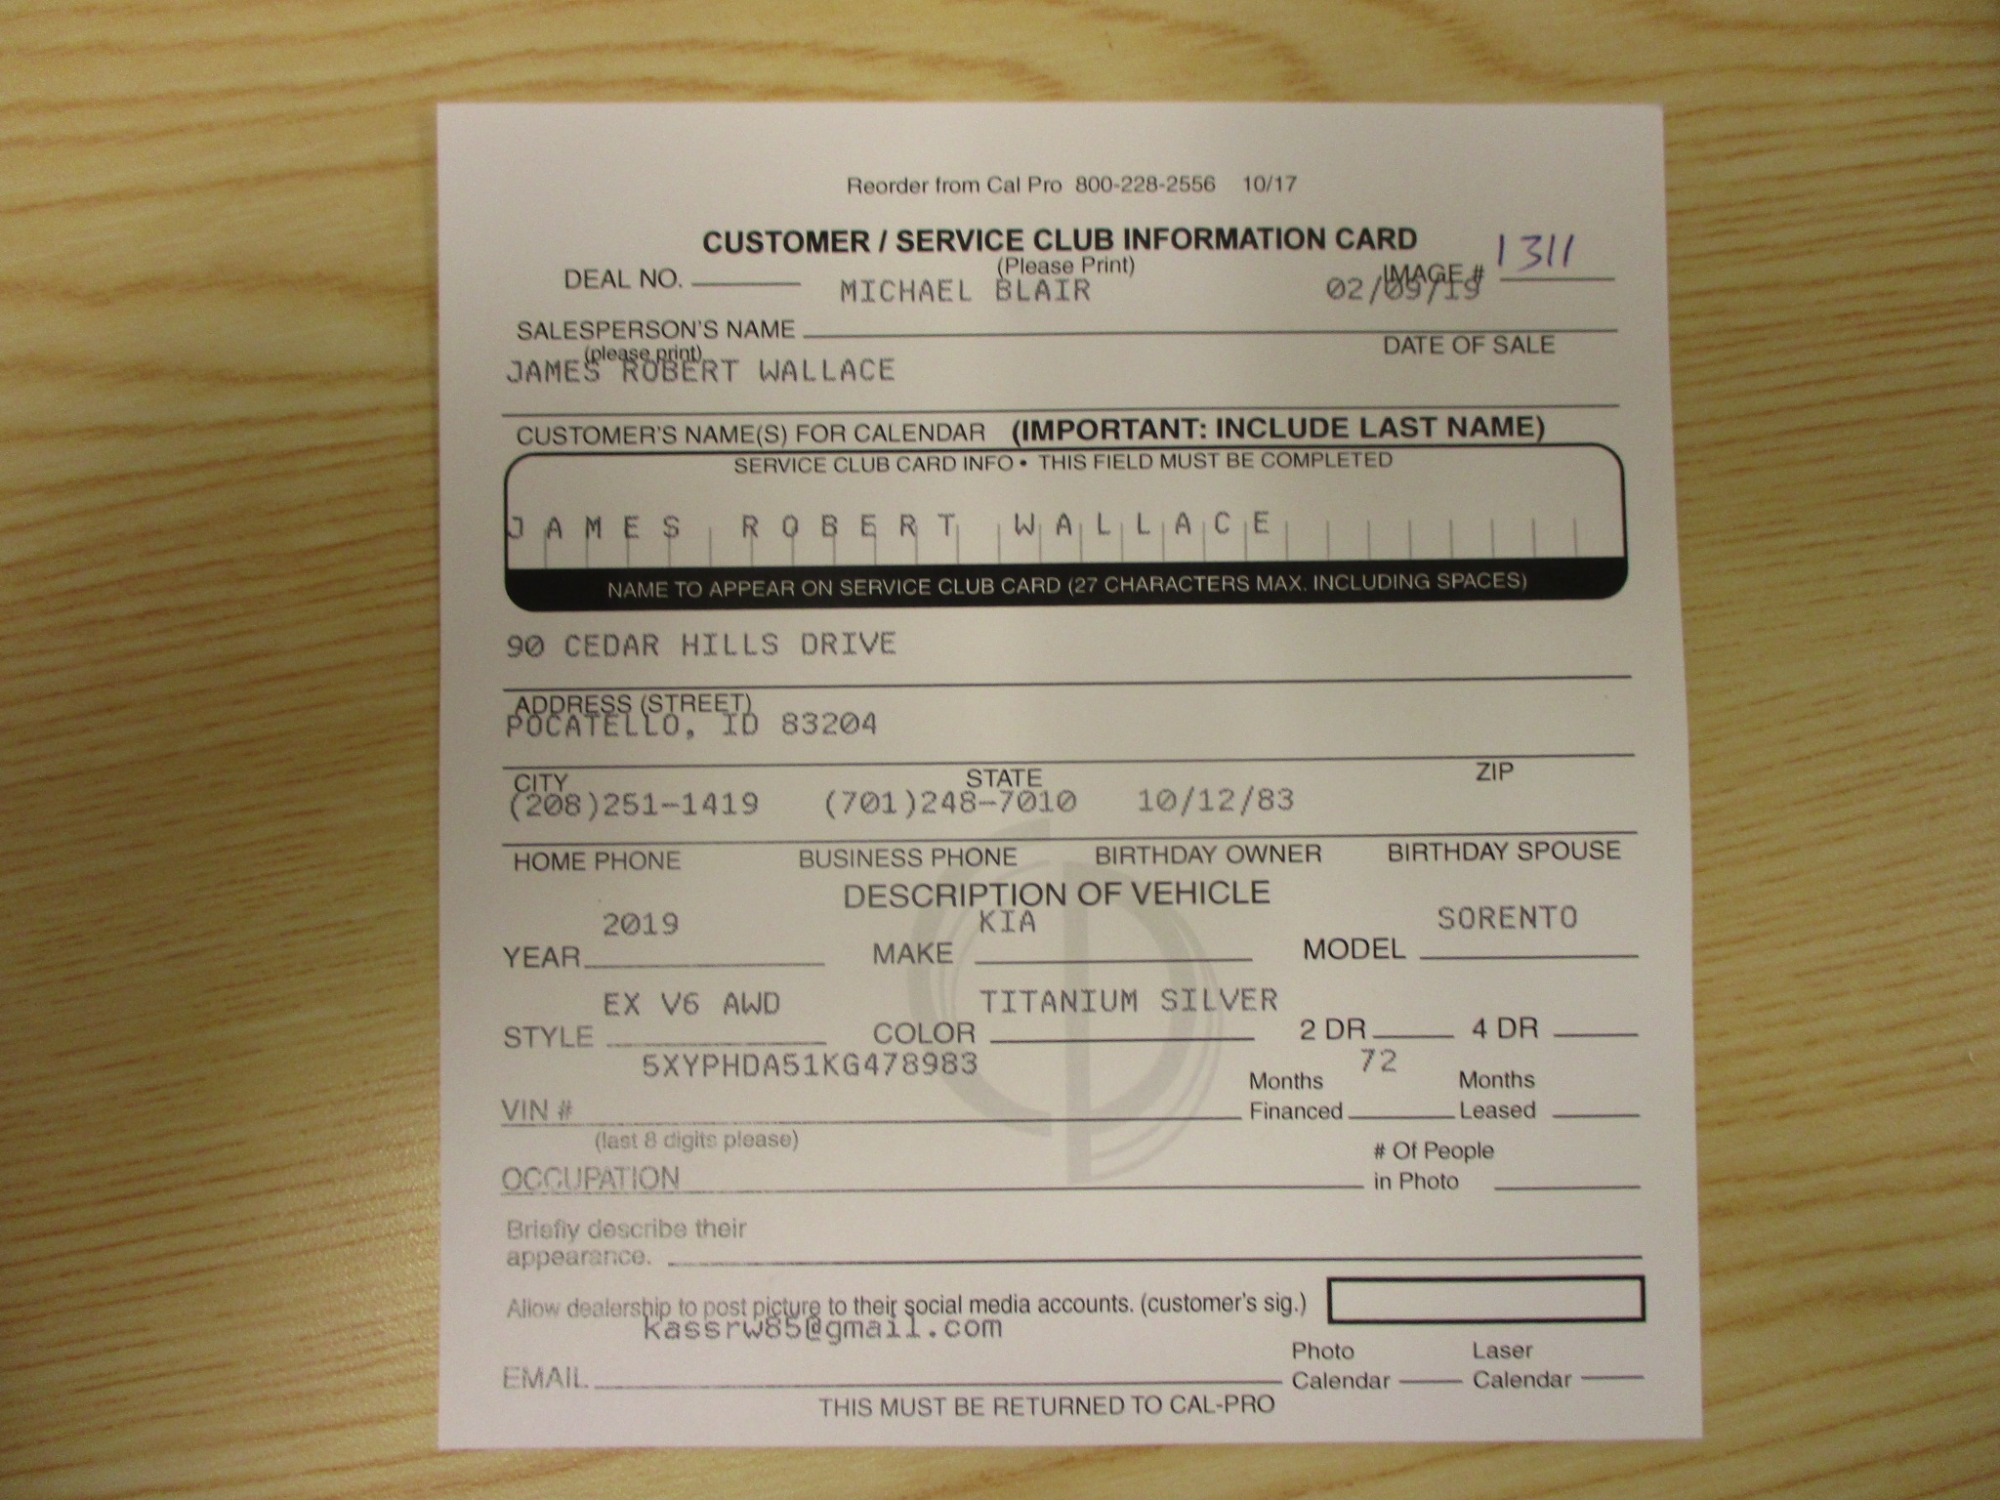 Reorder from Cal Pro 800-228-2556 10/17
CUSTOMER / SERVICE CLUB INFORMATION CARD
(Please Print)
DEAL NO. IMAGE # 1311
MICHAEL BLAIR 02/09/19
SALESPERSON'S NAME
(please print) DATE OF SALE
JAMES ROBERT WALLACE
CUSTOMER'S NAME(S) FOR CALENDAR (IMPORTANT: INCLUDE LAST NAME)
SERVICE CLUB CARD INFO • THIS FIELD MUST BE COMPLETED
JAMES ROBERT WALLACE
NAME TO APPEAR ON SERVICE CLUB CARD (27 CHARACTERS MAX. INCLUDING SPACES)
90 CEDAR HILLS DRIVE
ADDRESS (STREET)
POCATELLO, ID 83204
CITY STATE ZIP
(208)251-1419 (701)248-7010 10/12/83
HOME PHONE BUSINESS PHONE BIRTHDAY OWNER BIRTHDAY SPOUSE
DESCRIPTION OF VEHICLE
2019 KIA SORENTO
YEAR MAKE MODEL
EX V6 AWD TITANIUM SILVER
STYLE COLOR 2 DR 4 DR
5XYPHDA51KG478983 72
Months Months
VIN # Financed Leased
(last 8 digits please)
# Of People
OCCUPATION in Photo
Briefly describe their
appearance.
Allow dealership to post picture to their social media accounts. (customer's sig.)
kassrw85@gmail.com
Photo Laser
EMAIL Calendar Calendar
THIS MUST BE RETURNED TO CAL-PRO